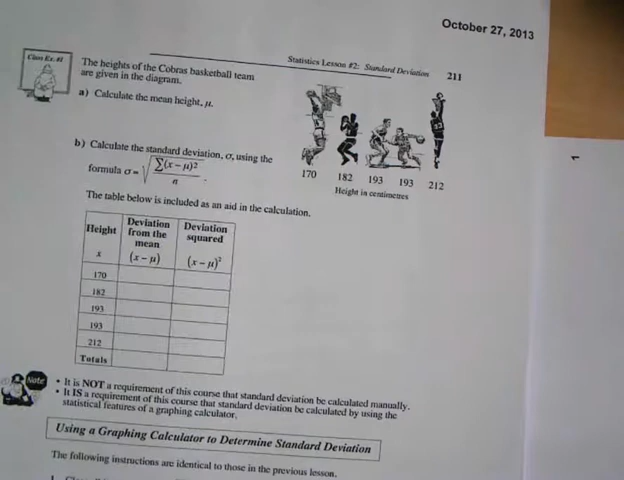 October 27, 2013
Statistics Lesson #2: Standard Deviation 211
Class Ex. #1
The heights of the Cobras basketball team
are given in the diagram.
a) Calculate the mean height, μ.
b) Calculate the standard deviation, σ, using the
formula σ = √(∑(x – μ)² / n) .
170 182 193 193 212
Height in centimetres
The table below is included as an aid in the calculation.
Height x | Deviation from the mean (x – μ) | Deviation squared (x – μ)²
170
182
193
193
212
Totals
Note
• It is NOT a requirement of this course that standard deviation be calculated manually.
• It IS a requirement of this course that standard deviation be calculated by using the
statistical features of a graphing calculator.
Using a Graphing Calculator to Determine Standard Deviation
The following instructions are identical to those in the previous lesson.
1